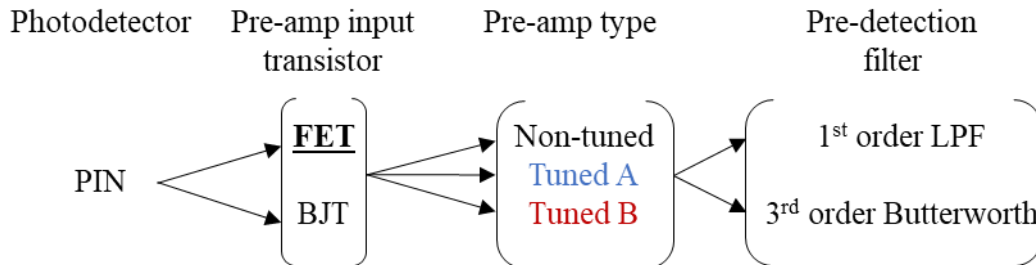 Photodetector
Pre-amp input
transistor
Pre-amp type
Pre-detection
filter
PIN
FET
BJT
Non-tuned
Tuned A
Tuned B
1st order LPF
3rd order Butterworth